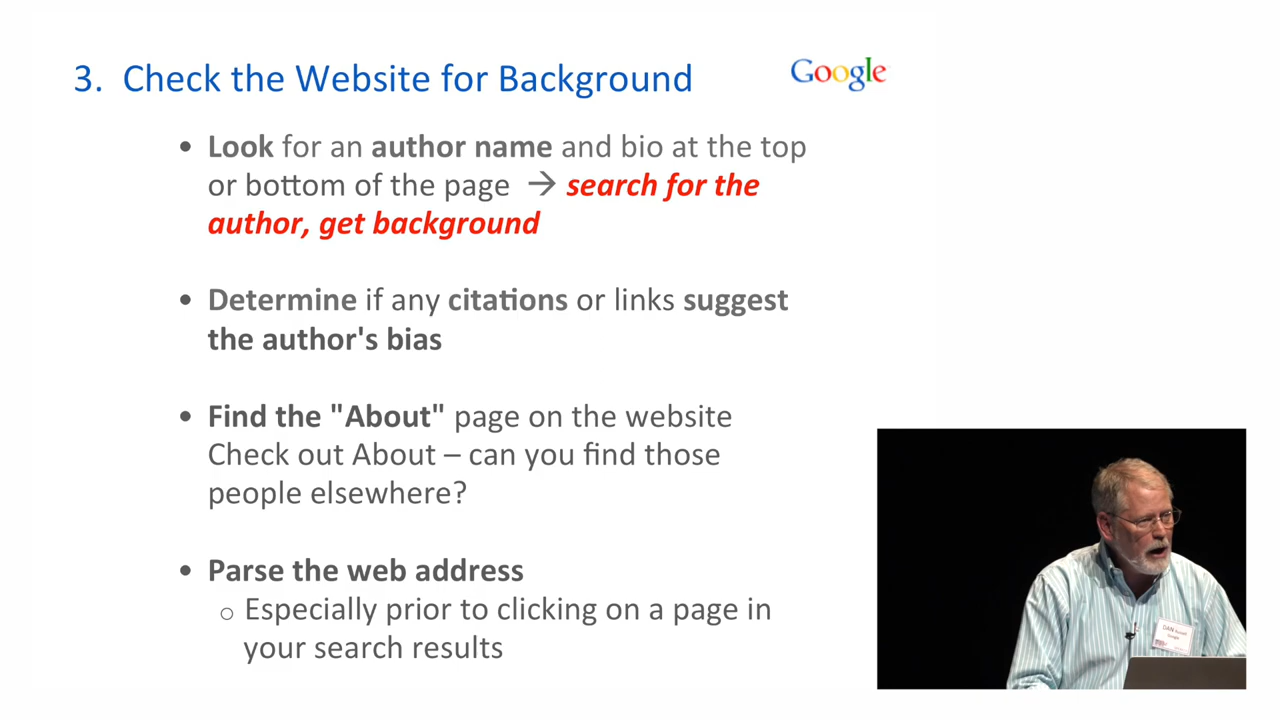 3. Check the Website for Background
Google
• Look for an author name and bio at the top
or bottom of the page → search for the
author, get background
• Determine if any citations or links suggest
the author's bias
• Find the "About" page on the website
Check out About – can you find those
people elsewhere?
• Parse the web address
o Especially prior to clicking on a page in
your search results
DAN Russell
Google